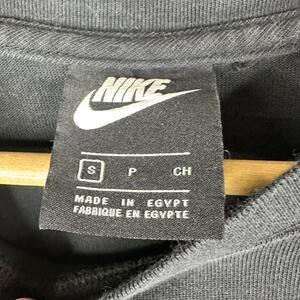 NIKE
S P CH
MADE IN EGYPT
FABRIQUE EN EGYPTE